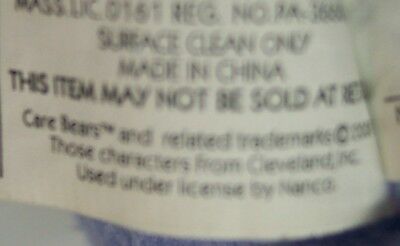 MASS.LIC.0161 REG. NO.PA-
SURFACE CLEAN ONLY
MADE IN CHINA
THIS ITEM MAY NOT BE SOLD AT
Care Bears™ and related trademarks ©
Those characters from Cleveland, Inc.
Used under license by Nanco.